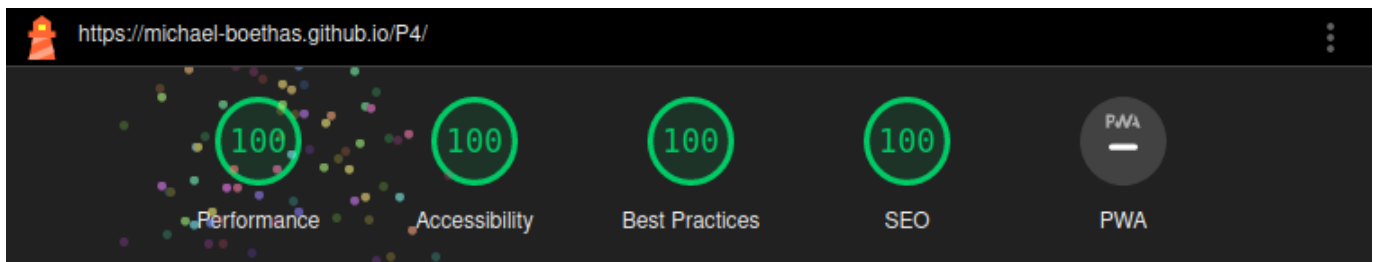 https://michael-boethas.github.io/P4/
100 100 100 100 PWA
Performance Accessibility Best Practices SEO PWA